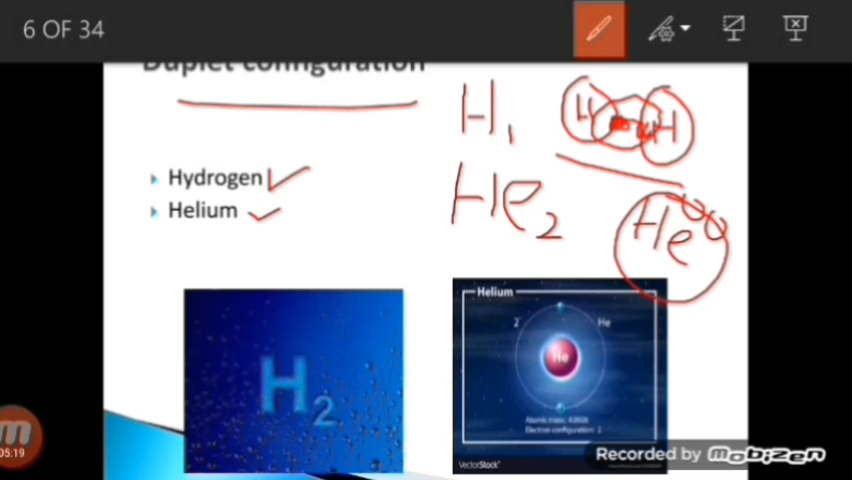 6 OF 34
Duplet configuration
H1
H H
Hydrogen
Helium
He2
He
H2
Helium
2 He
He
Atomic mass: 4.0026
Electron configuration: 2
VectorStock
05:19
Recorded by mobizen